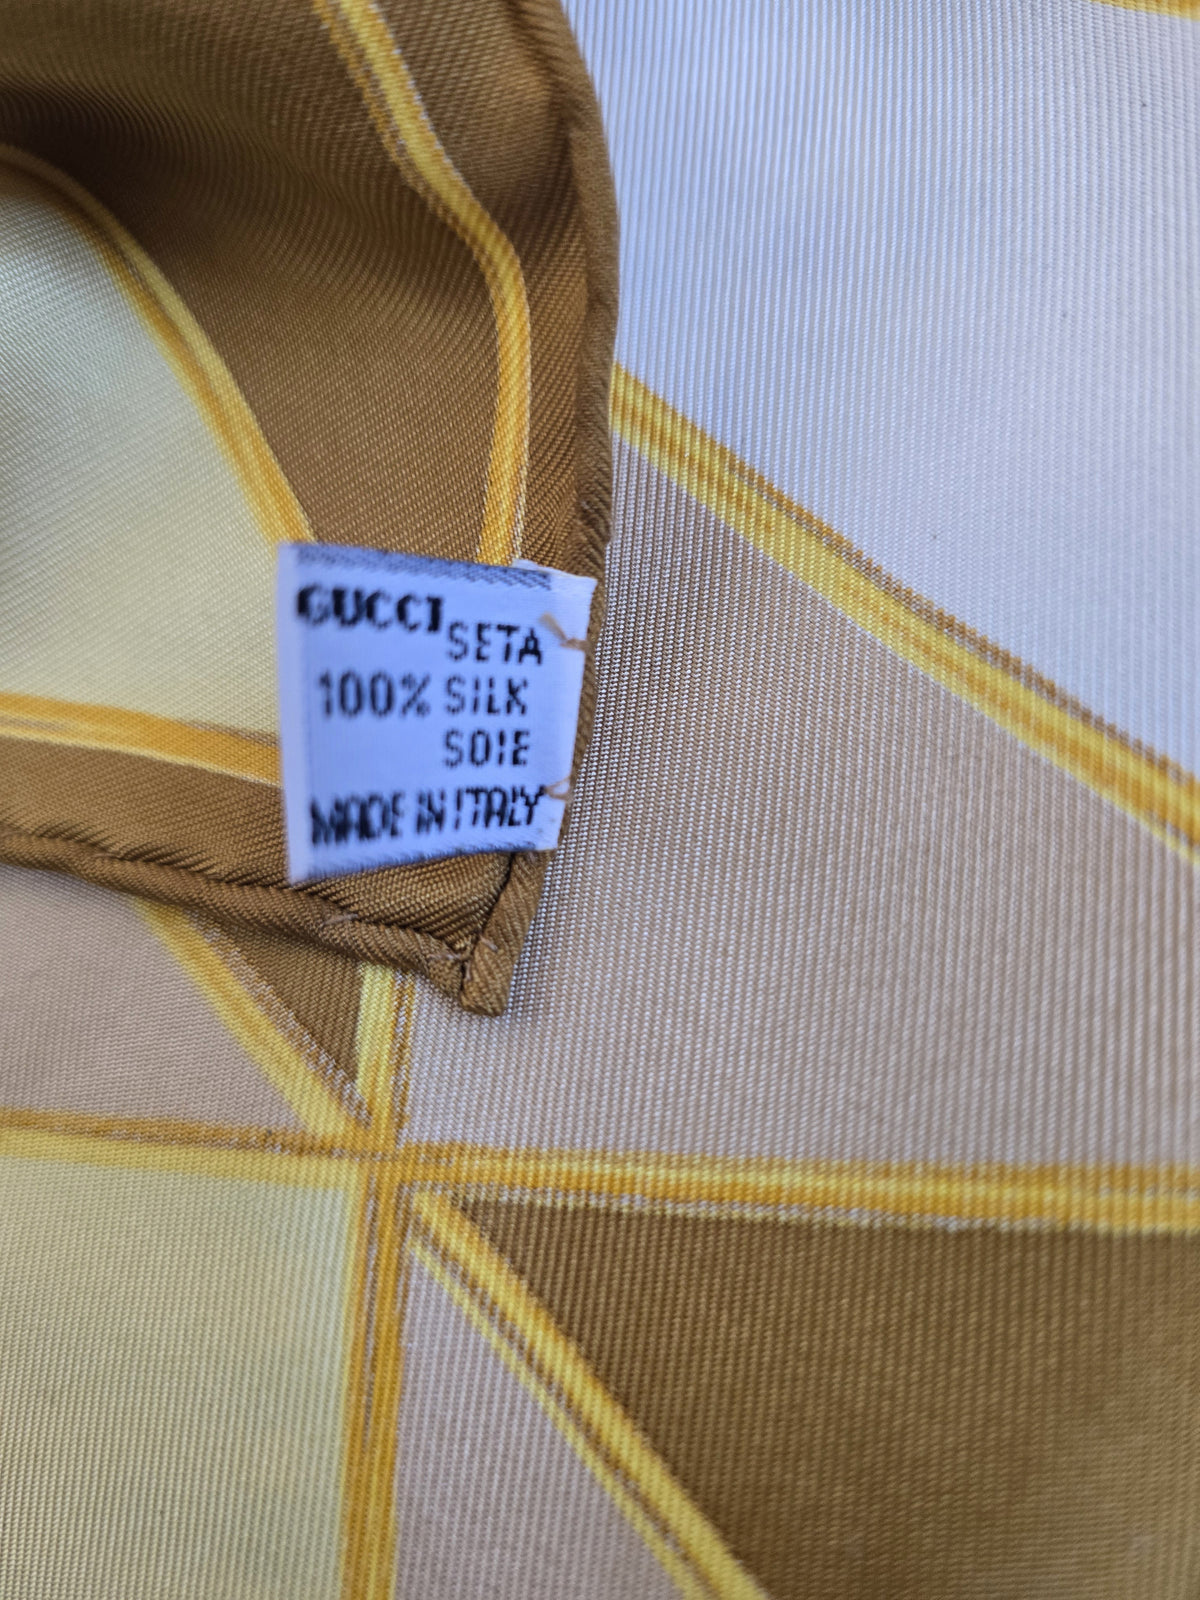 GUCCI
SETA
100% SILK
SOIE
MADE IN ITALY